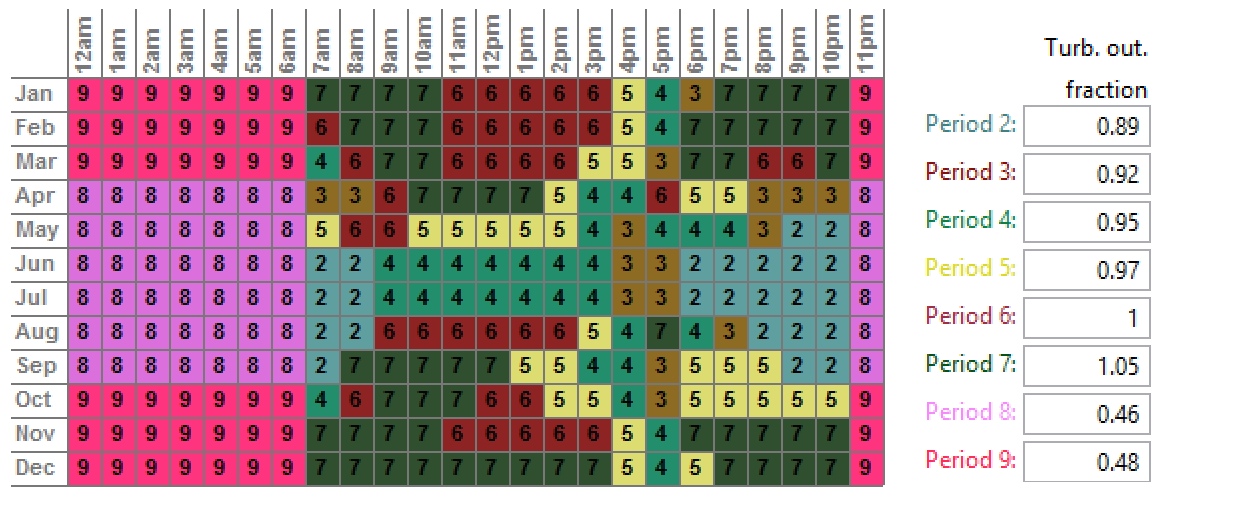 12am 1am 2am 3am 4am 5am 6am 7am 8am 9am 10am 11am 12pm 1pm 2pm 3pm 4pm 5pm 6pm 7pm 8pm 9pm 10pm 11pm
Jan 9 9 9 9 9 9 9 7 7 7 7 6 6 6 6 6 5 4 3 7 7 7 7 9
Feb 9 9 9 9 9 9 9 6 7 7 7 6 6 6 6 6 5 4 7 7 7 7 7 9
Mar 9 9 9 9 9 9 9 4 6 7 7 6 6 6 6 5 5 3 7 7 6 6 7 9
Apr 8 8 8 8 8 8 8 3 3 6 7 7 7 7 5 4 4 6 5 5 3 3 3 8
May 8 8 8 8 8 8 8 5 6 6 5 5 5 5 5 4 3 4 4 4 3 2 2 8
Jun 8 8 8 8 8 8 8 2 2 4 4 4 4 4 4 4 3 3 2 2 2 2 2 8
Jul 8 8 8 8 8 8 8 2 2 4 4 4 4 4 4 4 3 3 2 2 2 2 2 8
Aug 8 8 8 8 8 8 8 2 2 6 6 6 6 6 6 5 4 7 4 3 2 2 2 8
Sep 8 8 8 8 8 8 8 2 7 7 7 7 7 5 5 4 4 3 5 5 5 2 2 8
Oct 9 9 9 9 9 9 9 4 6 7 7 7 6 6 5 5 4 3 5 5 5 5 5 9
Nov 9 9 9 9 9 9 9 7 7 7 7 6 6 6 6 6 5 4 7 7 7 7 7 9
Dec 9 9 9 9 9 9 9 7 7 7 7 7 7 7 7 7 5 4 5 7 7 7 7 9
Turb. out.
fraction
Period 2: 0.89
Period 3: 0.92
Period 4: 0.95
Period 5: 0.97
Period 6: 1
Period 7: 1.05
Period 8: 0.46
Period 9: 0.48